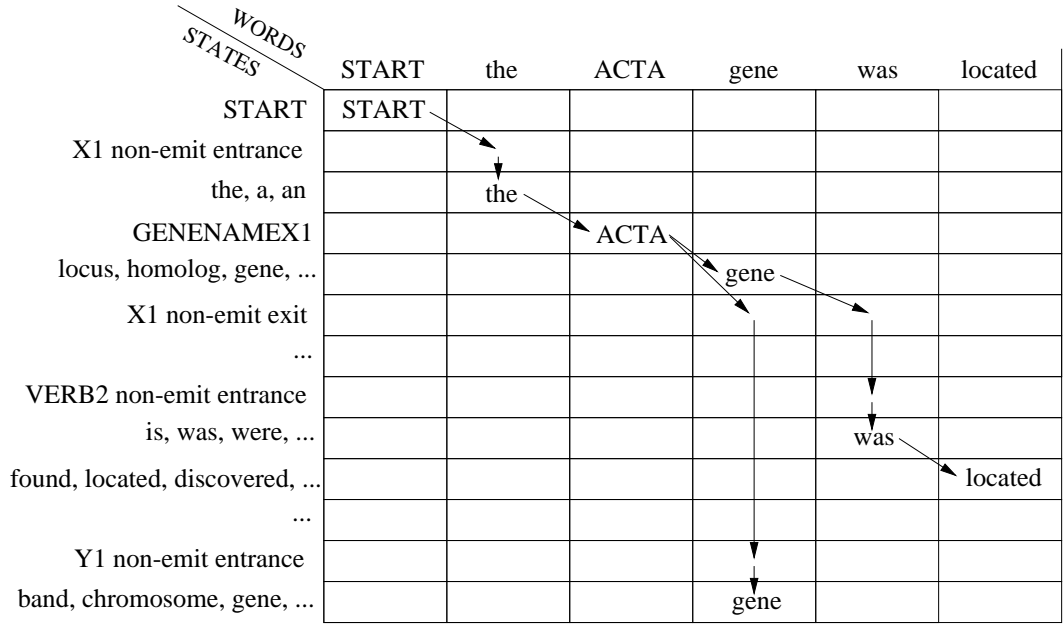 WORDS
STATES
START the ACTA gene was located
START START
X1 non-emit entrance
the, a, an the
GENENAMEX1 ACTA
locus, homolog, gene, ... gene
X1 non-emit exit
...
VERB2 non-emit entrance
is, was, were, ... was
found, located, discovered, ... located
...
Y1 non-emit entrance
band, chromosome, gene, ... gene